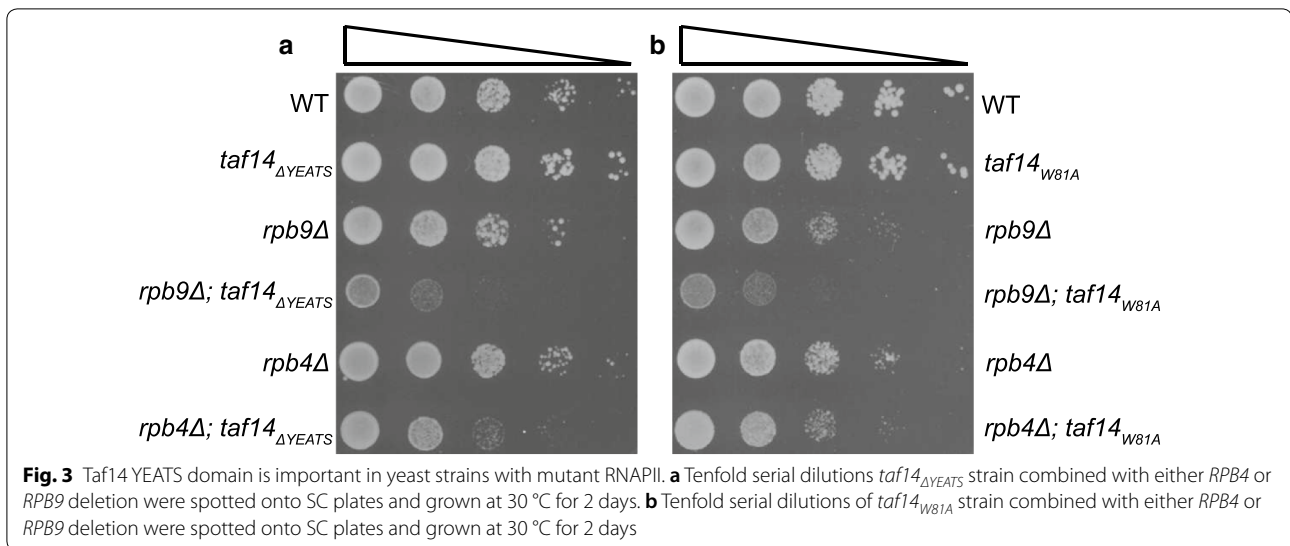 a
b
WT
WT
taf14ΔYEATS
taf14W81A
rpb9Δ
rpb9Δ
rpb9Δ; taf14ΔYEATS
rpb9Δ; taf14W81A
rpb4Δ
rpb4Δ
rpb4Δ; taf14ΔYEATS
rpb4Δ; taf14W81A
Fig. 3 Taf14 YEATS domain is important in yeast strains with mutant RNAPII. a Tenfold serial dilutions taf14ΔYEATS strain combined with either RPB4 or
RPB9 deletion were spotted onto SC plates and grown at 30 °C for 2 days. b Tenfold serial dilutions of taf14W81A strain combined with either RPB4 or
RPB9 deletion were spotted onto SC plates and grown at 30 °C for 2 days